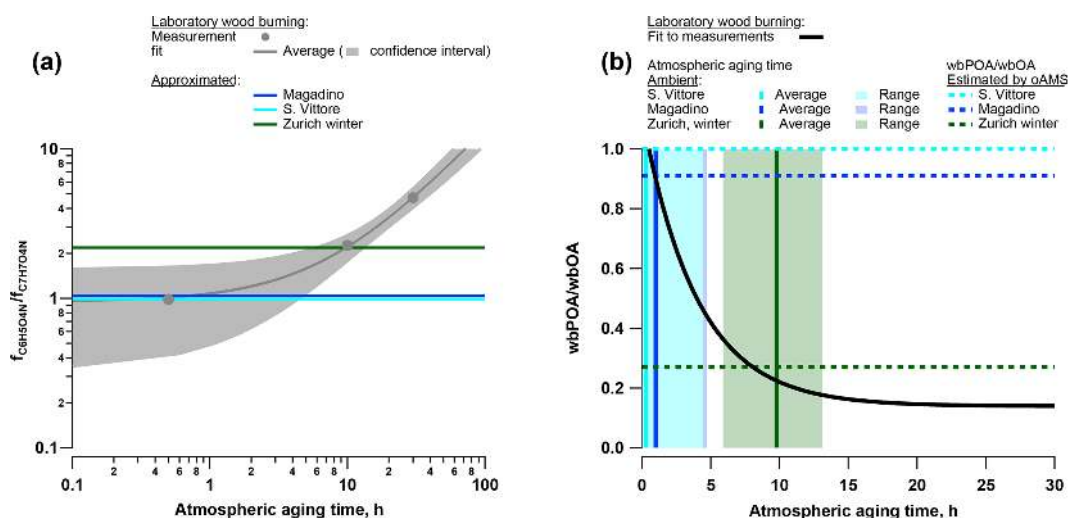 Laboratory wood burning:
Measurement
fit
Average ( confidence interval)
(a)
Approximated:
Magadino
S. Vittore
Zurich winter
10
8
6
4
2
1
8
6
4
2
0.1
fC6H5O4N/fC7H7O4N
0.1 2 4 6 8 1 2 4 6 8 10 2 4 6 8 100
Atmospheric aging time, h
Laboratory wood burning:
Fit to measurements
(b)
Atmospheric aging time wbPOA/wbOA
Ambient: Estimated by oAMS
S. Vittore Average Range S. Vittore
Magadino Average Range Magadino
Zurich, winter Average Range Zurich winter
1.0
0.8
0.6
0.4
0.2
0.0
wbPOA/wbOA
0 5 10 15 20 25 30
Atmospheric aging time, h